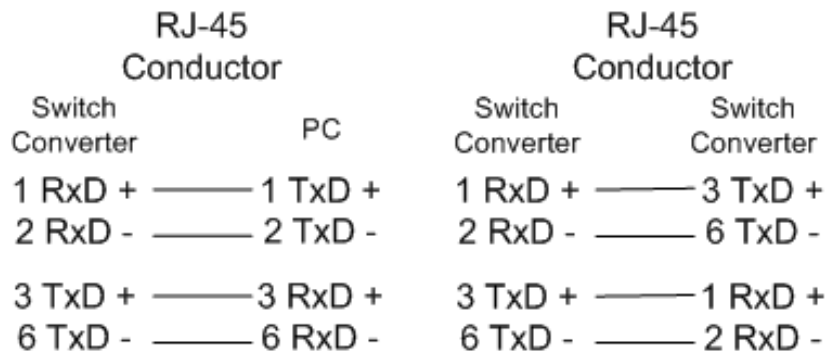 RJ-45
Conductor
Switch
Converter
PC
1 RxD + 1 TxD +
2 RxD - 2 TxD -
3 TxD + 3 RxD +
6 TxD - 6 RxD -
RJ-45
Conductor
Switch
Converter
Switch
Converter
1 RxD + 3 TxD +
2 RxD - 6 TxD -
3 TxD + 1 RxD +
6 TxD - 2 RxD -